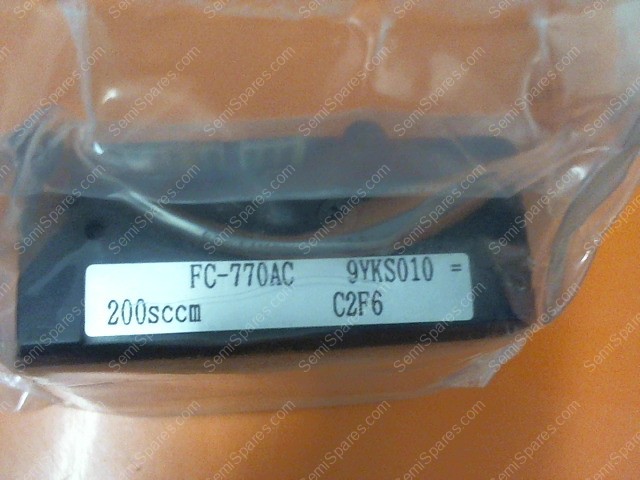 FC-770AC 9YKS010 =
200sccm C2F6
SemiSpares.com